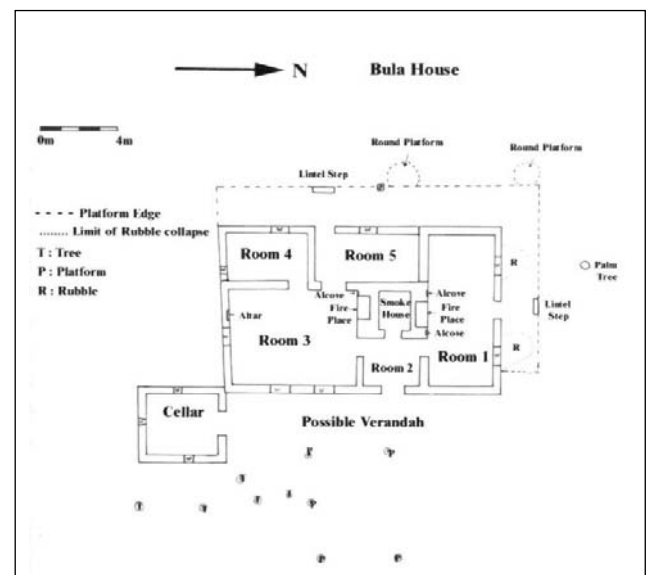 N
Bula House
0m 4m
Round Platform
Round Platform
Lintel Step
Platform Edge
Limit of Rubble collapse
T : Tree
P : Platform
R : Rubble
Room 4
Room 5
R
Palm
Tree
Alcove
Fire
Place
Smoke
House
Alcove
Fire
Place
Alcose
Lintel
Step
Altar
Room 3
Room 2
Room 1
R
Cellar
Possible Verandah
P
P
T
P
P